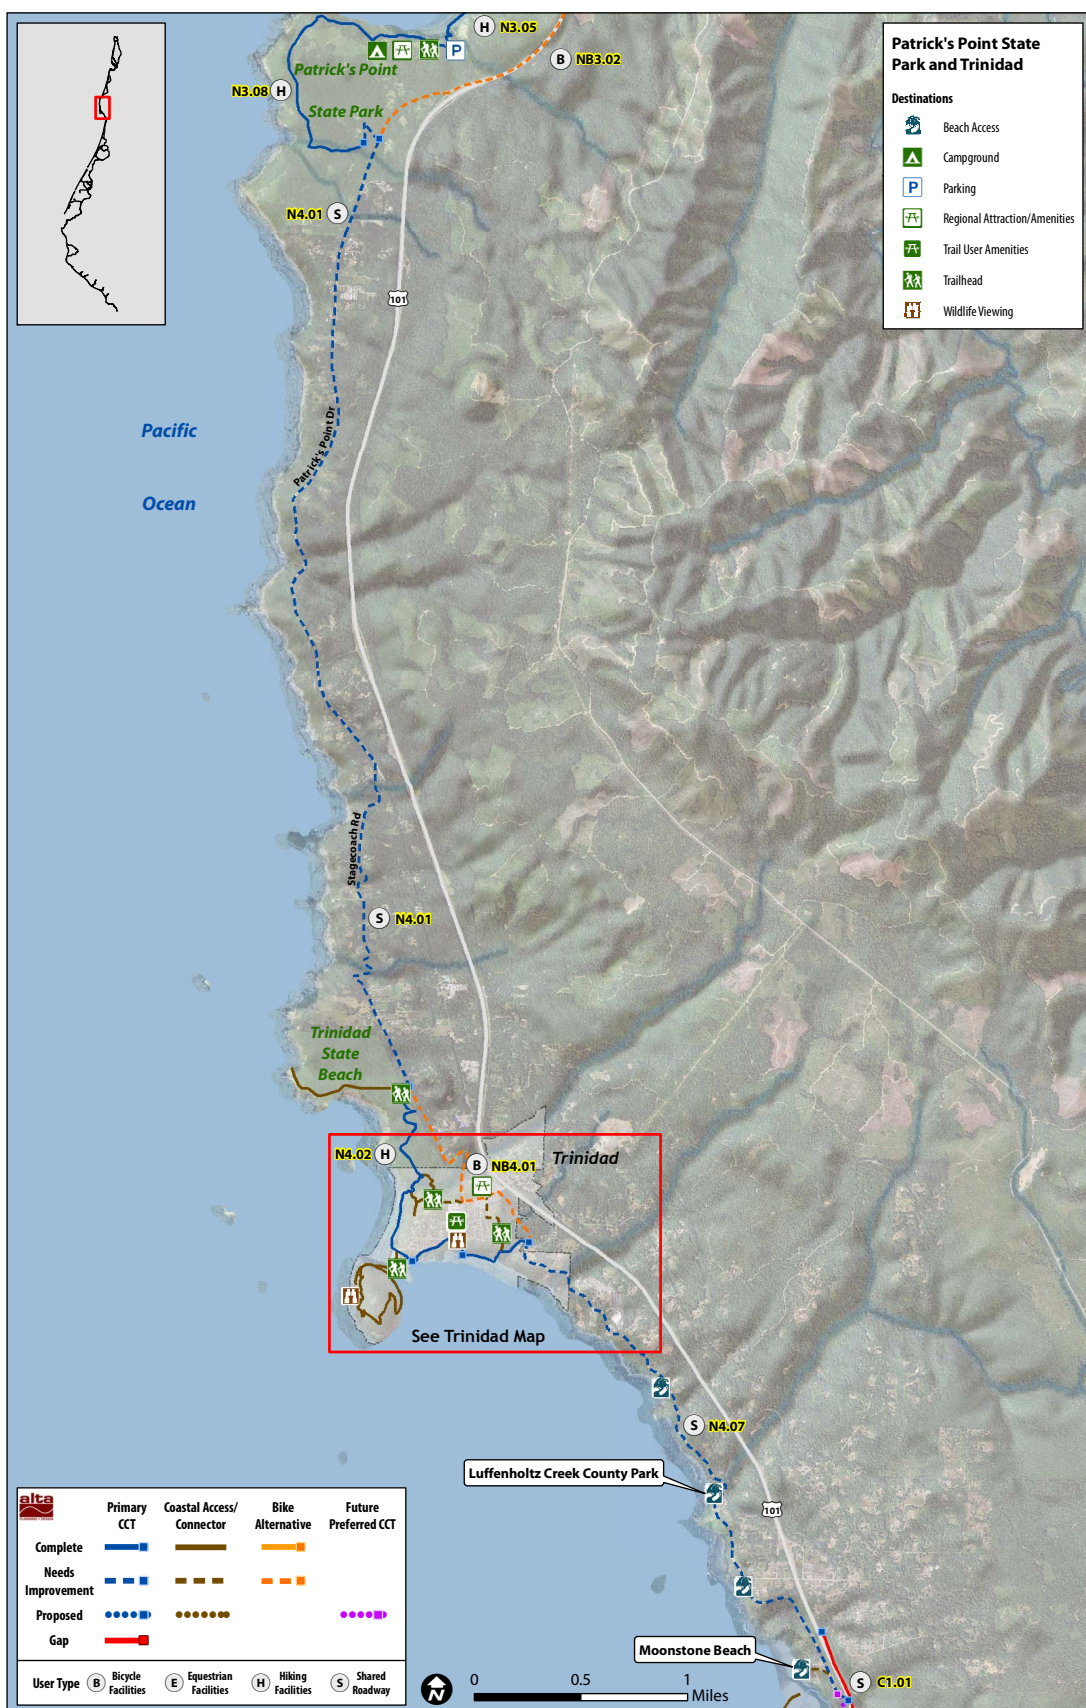 N3.05
B NB3.02
H
P
Patrick's Point
N3.08 H
State Park
N4.01 S
101
Patrick's Point State
Park and Trinidad
Destinations
Beach Access
Campground
P Parking
Regional Attraction/Amenities
Trail User Amenities
Trailhead
Wildlife Viewing
Pacific
Ocean
Patrick's Point Dr
Stagecoach Rd
S N4.01
Trinidad
State
Beach
N4.02 H
B NB4.01
Trinidad
See Trinidad Map
S N4.07
Luffenholtz Creek County Park
101
Moonstone Beach
S C1.01
alta
PLANNING + DESIGN
Primary
CCT
Coastal Access/
Connector
Bike
Alternative
Future
Preferred CCT
Complete
Needs
Improvement
Proposed
Gap
User Type
B Bicycle
Facilities
E Equestrian
Facilities
H Hiking
Facilities
S Shared
Roadway
N
0 0.5 1
Miles